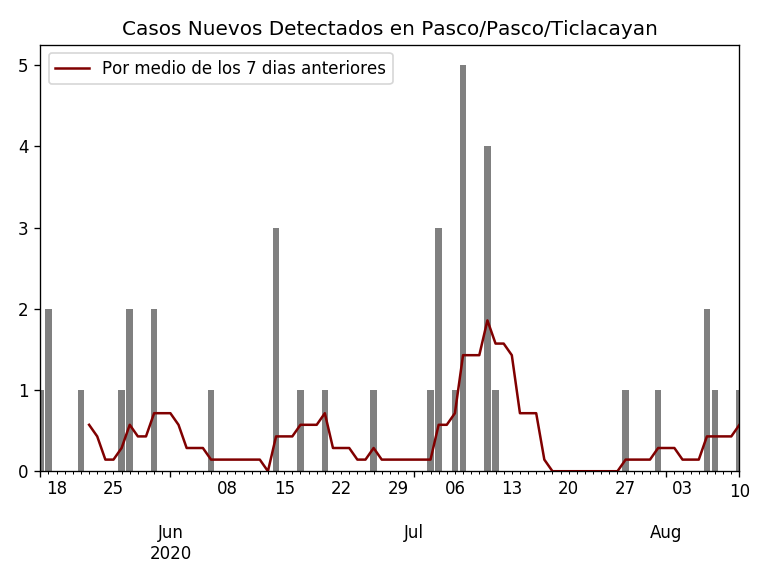 Casos Nuevos Detectados en Pasco/Pasco/Ticlacayan
Por medio de los 7 dias anteriores
5
4
3
2
1
0
18 25 08 15 22 29 06 13 20 27 03 10
Jun Jul Aug
2020